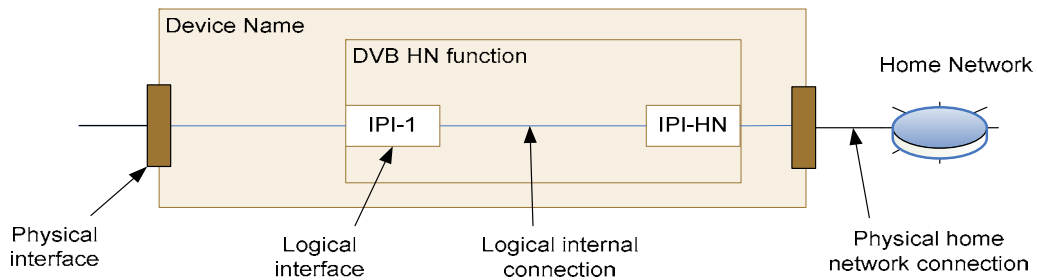 Device Name
DVB HN function
Home Network
IPI-1
IPI-HN
Physical
interface
Logical
interface
Logical internal
connection
Physical home
network connection